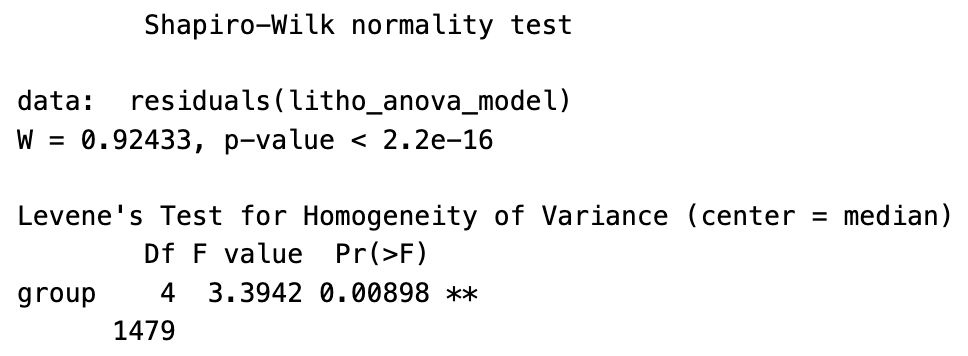 Shapiro-Wilk normality test
data:  residuals(litho_anova_model)
W = 0.92433, p-value < 2.2e-16
Levene's Test for Homogeneity of Variance (center = median)
Df F value  Pr(>F)
group    4  3.3942 0.00898 **
1479